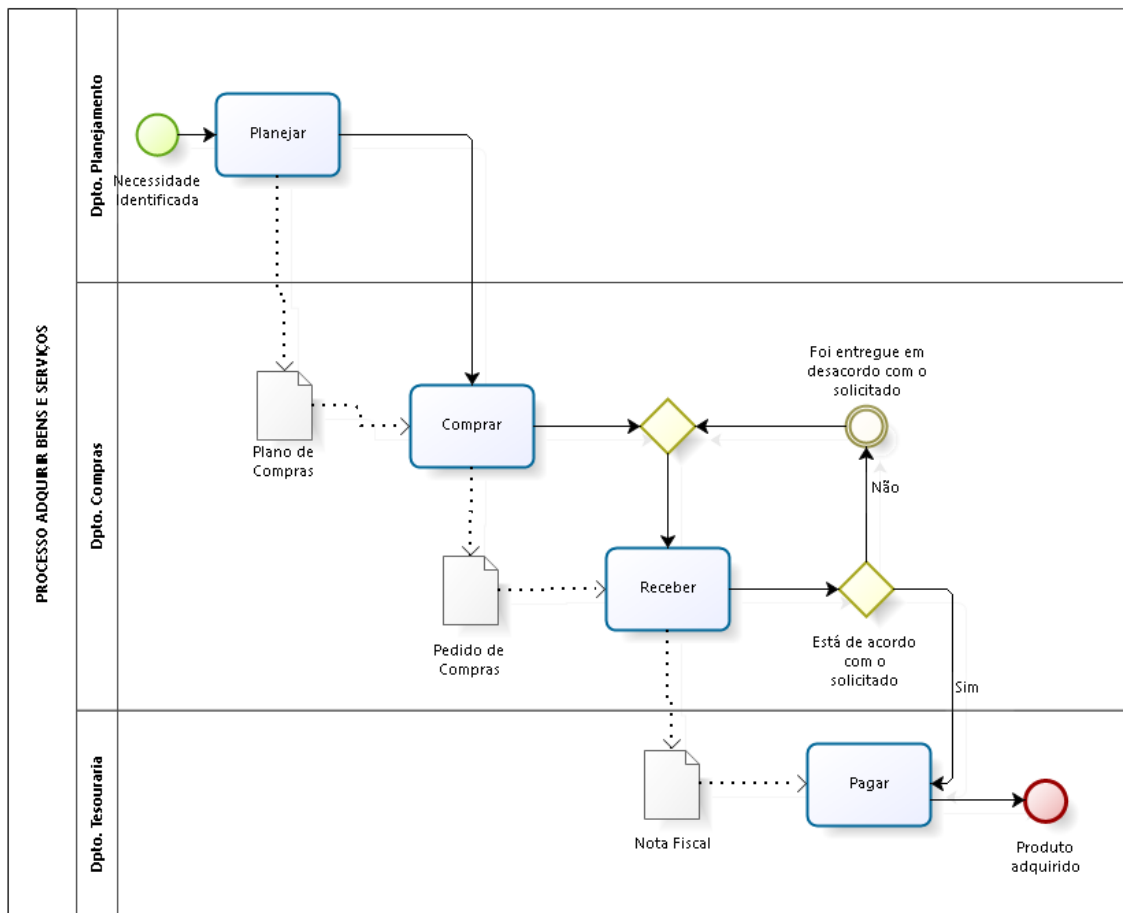 PROCESSO ADQUIRIR BENS E SERVIÇOS
Dpto. Planejamento
Planejar
Necessidade
Identificada
Dpto. Compras
Foi entregue em
desacordo com o
solicitado
Comprar
Plano de
Compras
Não
Receber
Pedido de
Compras
Está de acordo
com o
solicitado
Sim
Dpto. Tesouraria
Pagar
Nota Fiscal
Produto
adquirido